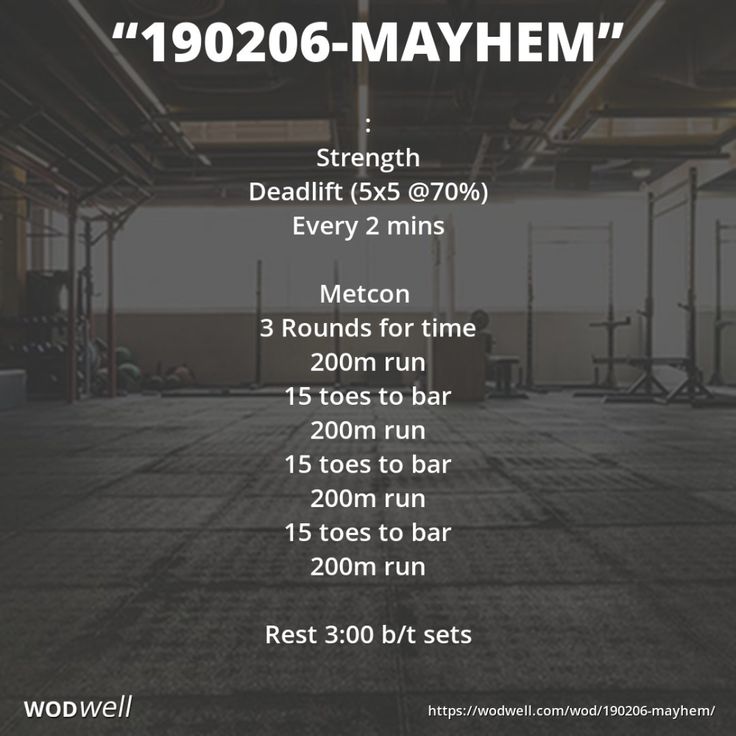 “190206-MAYHEM”
:
Strength
Deadlift (5x5 @70%)
Every 2 mins
Metcon
3 Rounds for time
200m run
15 toes to bar
200m run
15 toes to bar
200m run
15 toes to bar
200m run
Rest 3:00 b/t sets
WODwell
https://wodwell.com/wod/190206-mayhem/